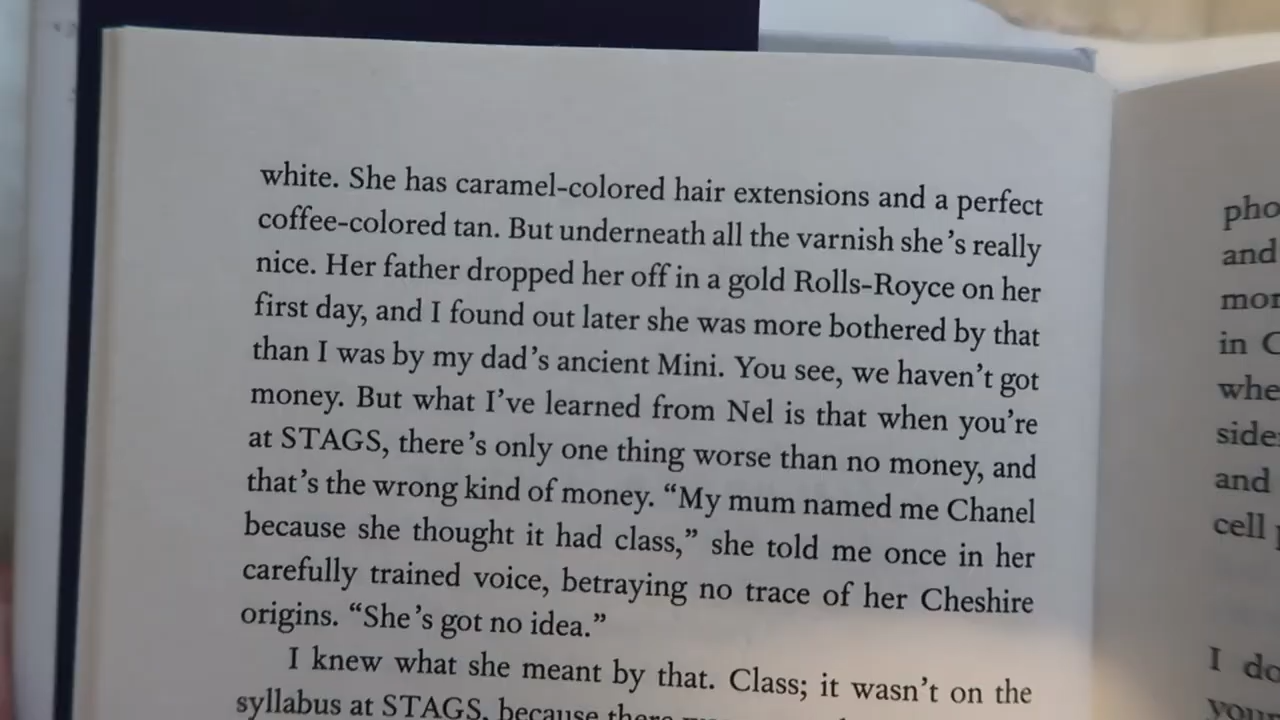 white. She has caramel-colored hair extensions and a perfect
coffee-colored tan. But underneath all the varnish she's really
nice. Her father dropped her off in a gold Rolls-Royce on her
first day, and I found out later she was more bothered by that
than I was by my dad's ancient Mini. You see, we haven't got
money. But what I've learned from Nel is that when you're
at STAGS, there's only one thing worse than no money, and
that's the wrong kind of money. “My mum named me Chanel
because she thought it had class,” she told me once in her
carefully trained voice, betraying no trace of her Cheshire
origins. “She's got no idea.”
I knew what she meant by that. Class; it wasn't on the
syllabus at STAGS, because there
and
in
and
cell
I